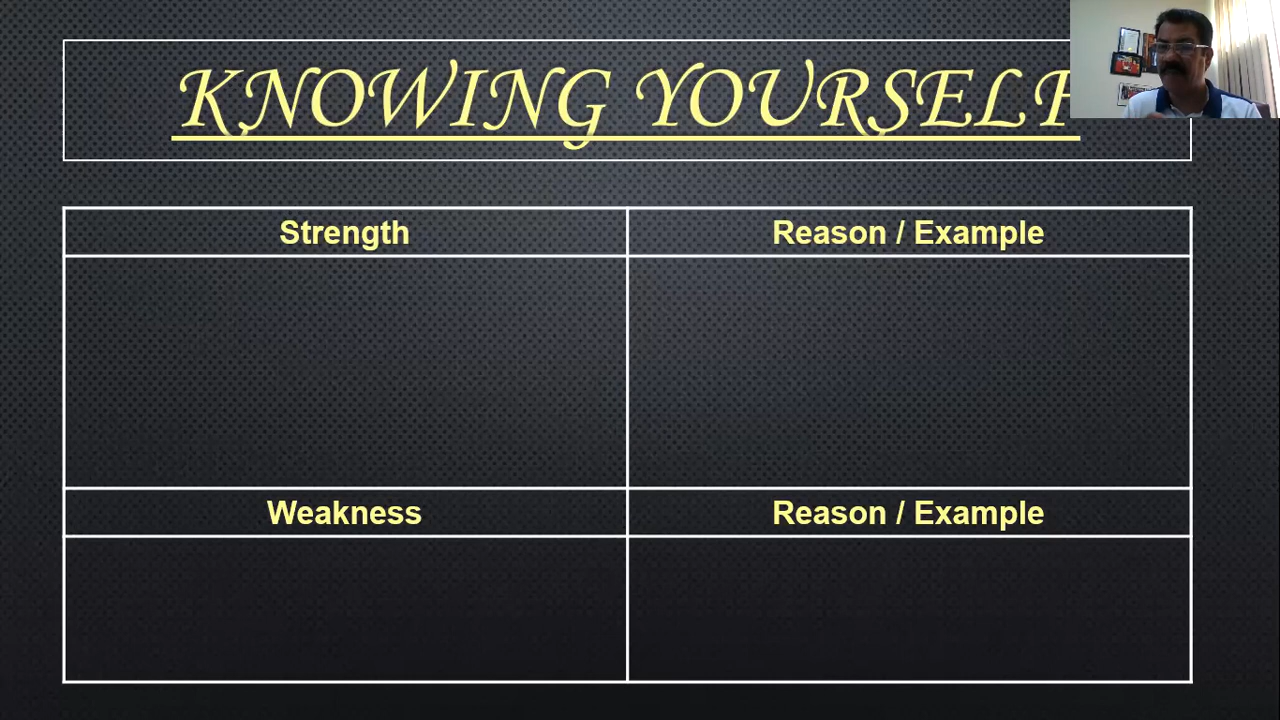 KNOWING YOURSELF
Strength
Reason / Example
Weakness
Reason / Example